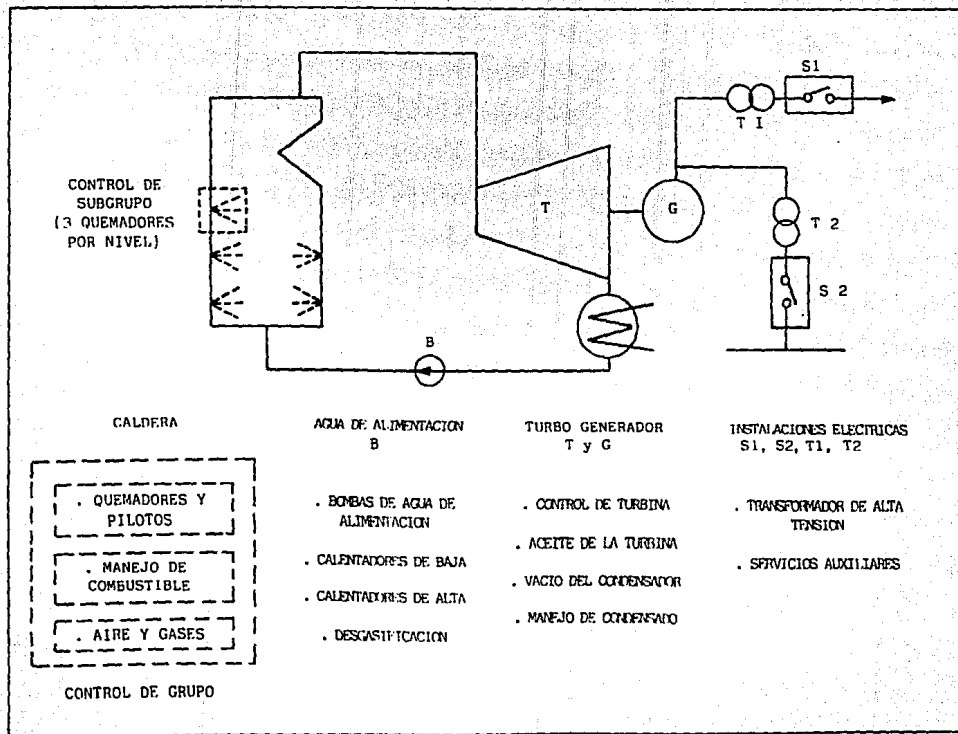 S1
T 1
CONTROL DE
SUBGRUPO
(3 QUEMADORES
POR NIVEL)
T
G
T 2
S 2
B
CALDERA
. QUEMADORES Y
PILOTOS
. MANEJO DE
COMBUSTIBLE
. AIRE Y GASES
CONTROL DE GRUPO
AGUA DE ALIMENTACION
B
. BOMBAS DE AGUA DE
ALIMENTACION
. CALENTADORES DE BAJA
. CALENTADORES DE ALTA
. DESGASIFICACION
TURBO GENERADOR
T y G
. CONTROL DE TURBINA
. ACEITE DE LA TURBINA
. VACIO DEL CONDENSADOR
. MANEJO DE CONDENSADO
INSTALACIONES ELECTRICAS
S1, S2, T1, T2
. TRANSFORMADOR DE ALTA
TENSION
. SERVICIOS AUXILIARES